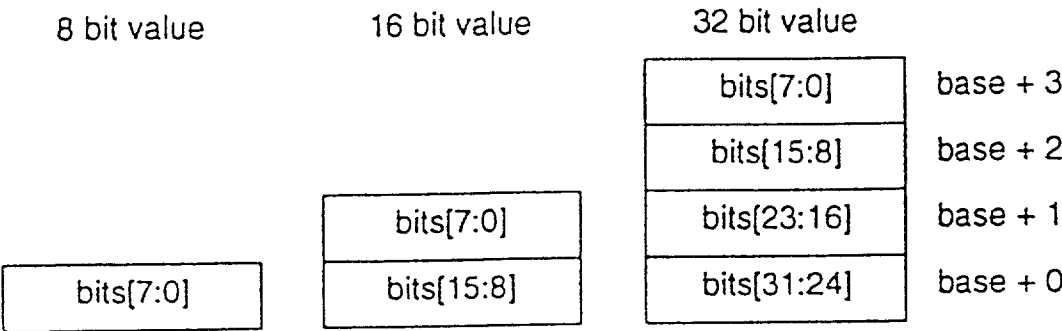 8 bit value 16 bit value 32 bit value
bits[7:0] base + 3
bits[15:8] base + 2
bits[7:0] bits[23:16] base + 1
bits[7:0] bits[15:8] bits[31:24] base + 0